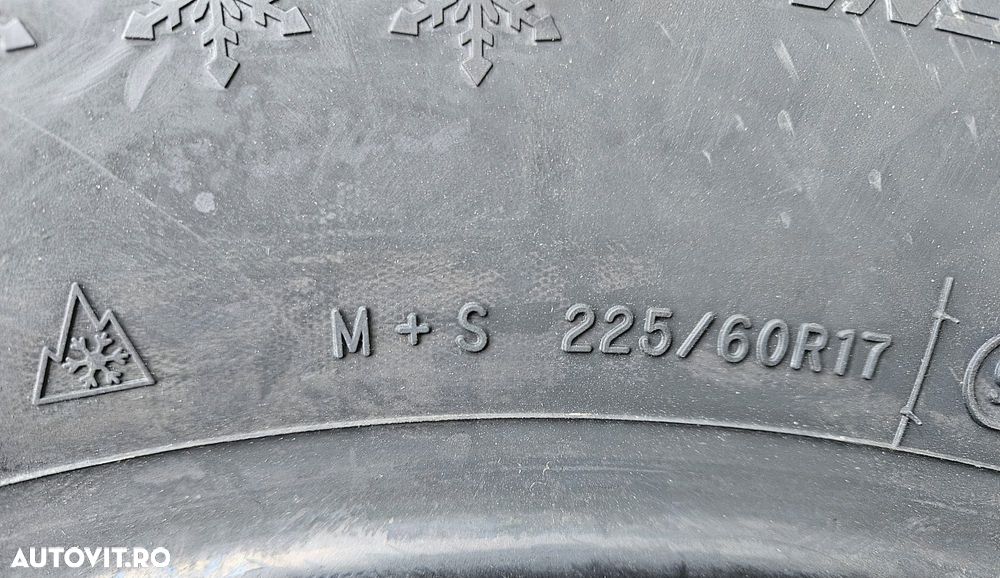 M + S 225/60R17
AUTOVIT.RO